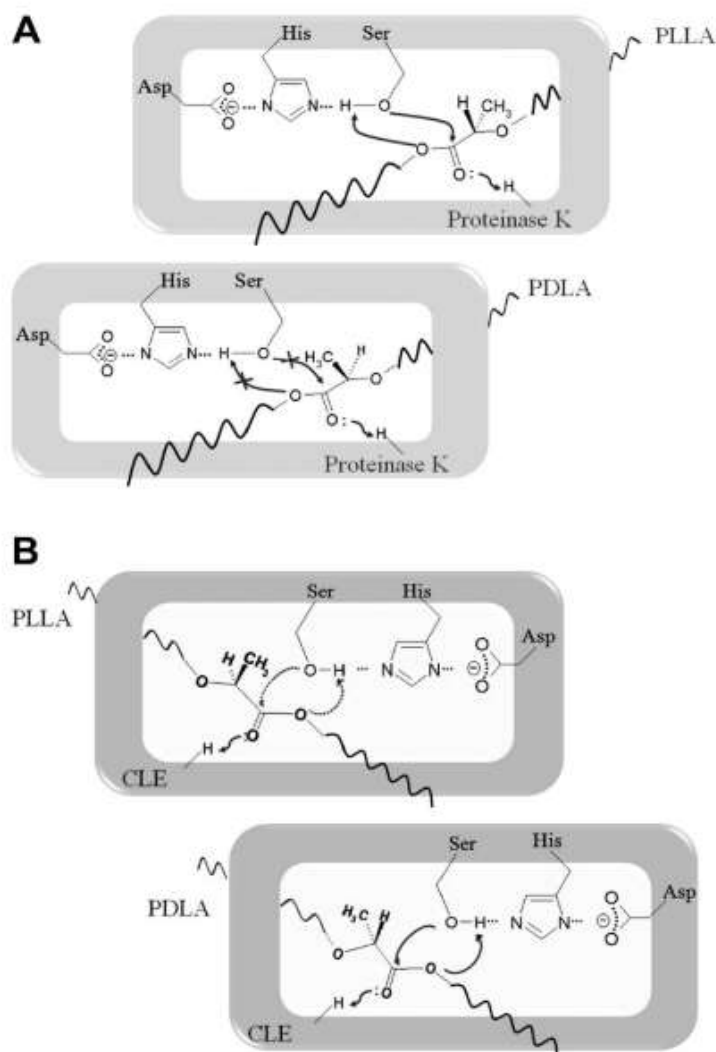 A
His
Ser
PLLA
Asp
O
O
⊖
N
N
H
O
H
CH₃
O
O
O:
H
Proteinase K
His
Ser
PDLA
Asp
O
O
⊖
N
N
H
O
H₃C
H
O
O
O:
H
Proteinase K
B
PLLA
Ser
His
Asp
H
CH₃
O
H
N
N
⊖
O
O
O
O
:O
H
CLE
PDLA
Ser
His
Asp
H₃C
H
O
H
N
N
⊖
O
O
O
O
:O
H
CLE